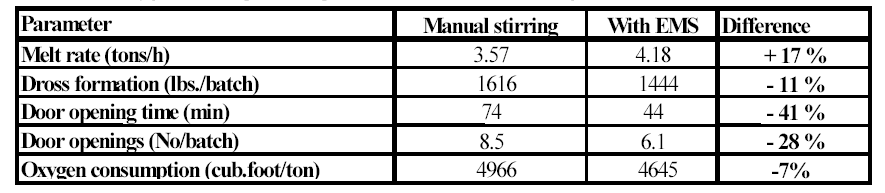 Parameter Manual stirring With EMS Difference
Melt rate (tons/h) 3.57 4.18 + 17 %
Dross formation (lbs./batch) 1616 1444 - 11 %
Door opening time (min) 74 44 - 41 %
Door openings (No/batch) 8.5 6.1 - 28 %
Oxygen consumption (cub.foot/ton) 4966 4645 -7%